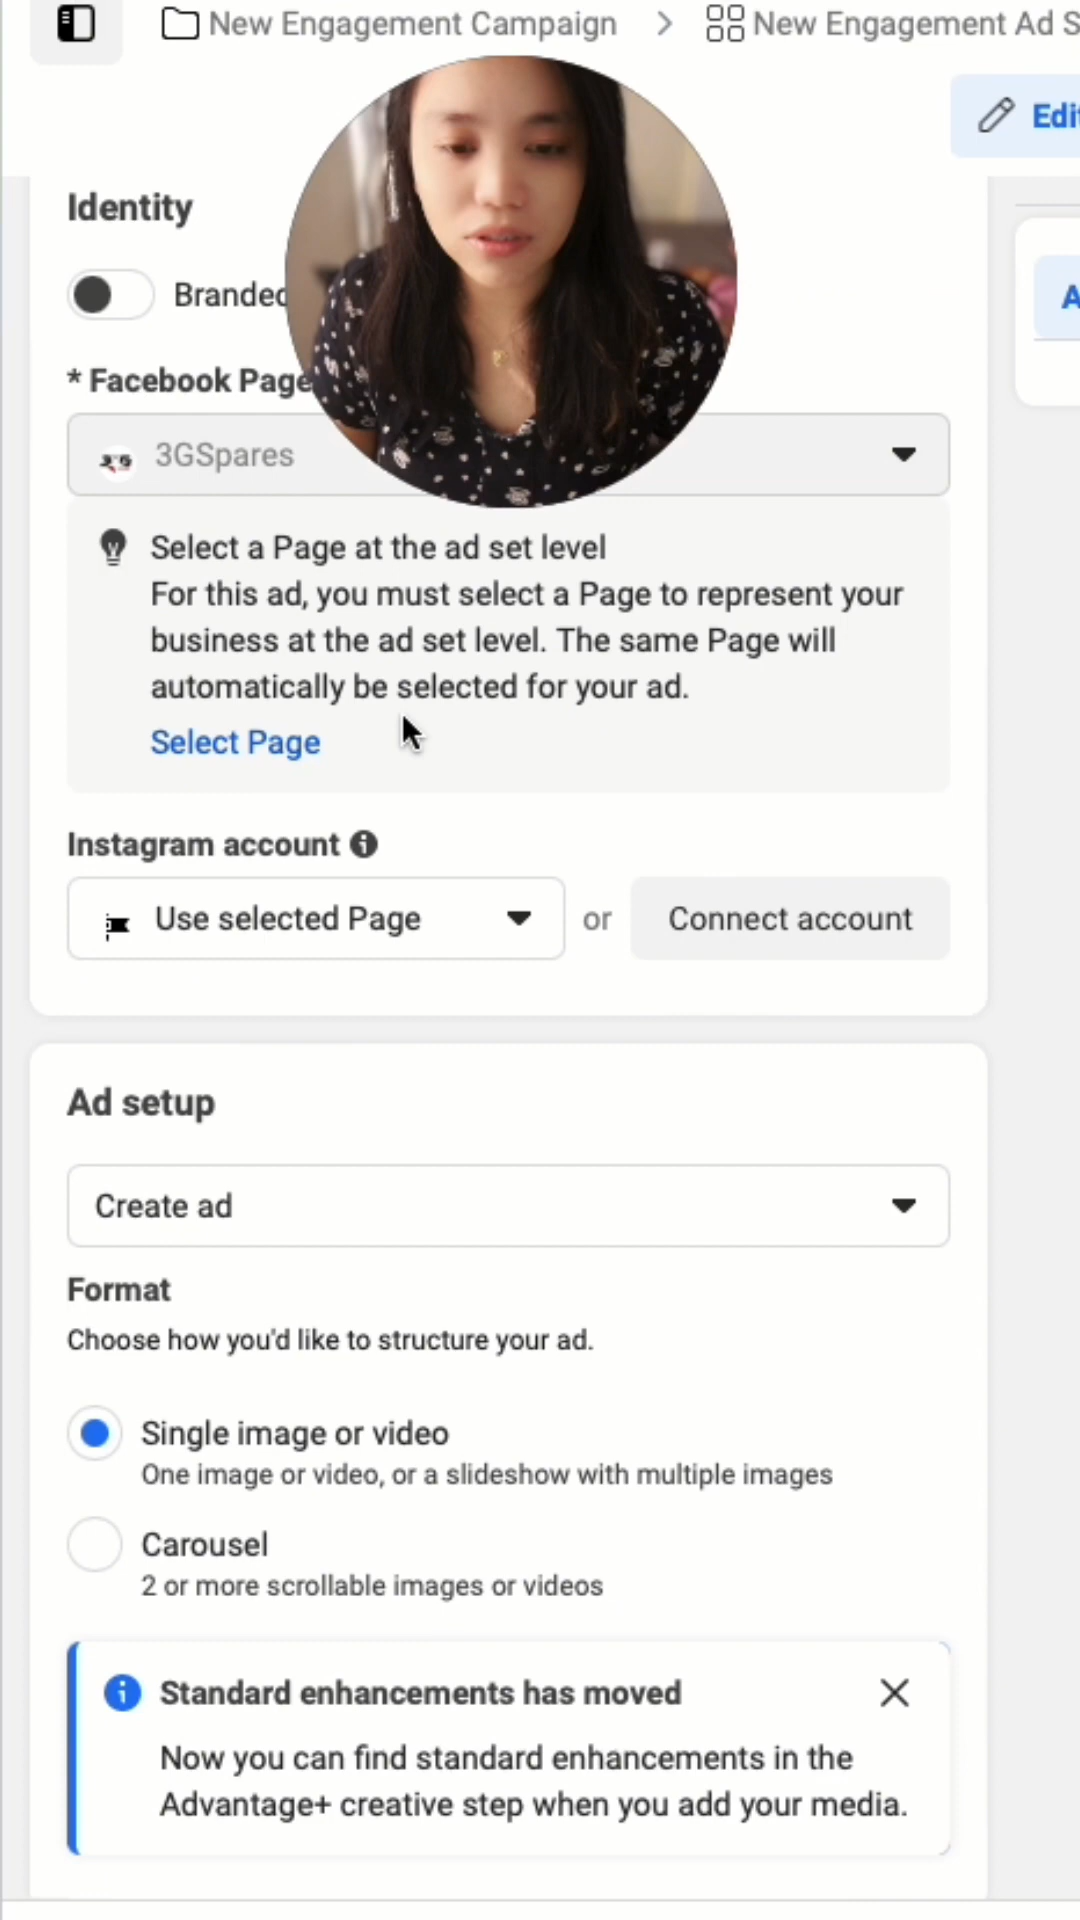 New Engagement Campaign
New Engagement Ad S
Edit
Identity
Branded
* Facebook Page
3GSpares
Select a Page at the ad set level
For this ad, you must select a Page to represent your
business at the ad set level. The same Page will
automatically be selected for your ad.
Select Page
Instagram account
Use selected Page
or
Connect account
Ad setup
Create ad
Format
Choose how you'd like to structure your ad.
Single image or video
One image or video, or a slideshow with multiple images
Carousel
2 or more scrollable images or videos
Standard enhancements has moved
Now you can find standard enhancements in the
Advantage+ creative step when you add your media.